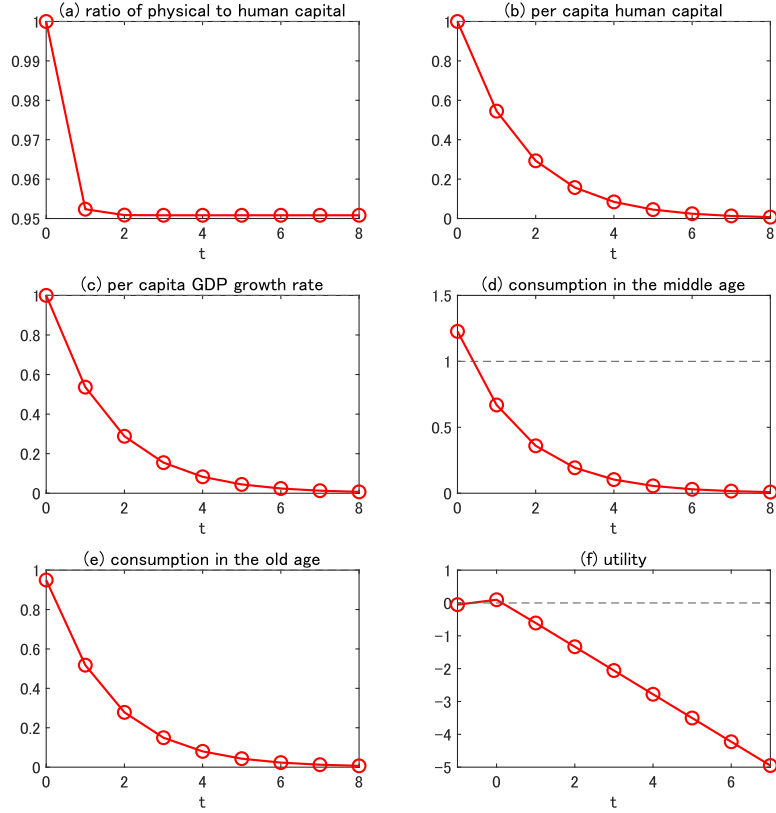 (a) ratio of physical to human capital
1
0.99
0.98
0.97
0.96
0.95
0 2 4 6 8
t
(b) per capita human capital
1
0.8
0.6
0.4
0.2
0
0 2 4 6 8
t
(c) per capita GDP growth rate
1
0.8
0.6
0.4
0.2
0
0 2 4 6 8
t
(d) consumption in the middle age
1.5
1
0.5
0
0 2 4 6 8
t
(e) consumption in the old age
1
0.8
0.6
0.4
0.2
0
0 2 4 6 8
t
(f) utility
1
0
-1
-2
-3
-4
-5
0 2 4 6
t